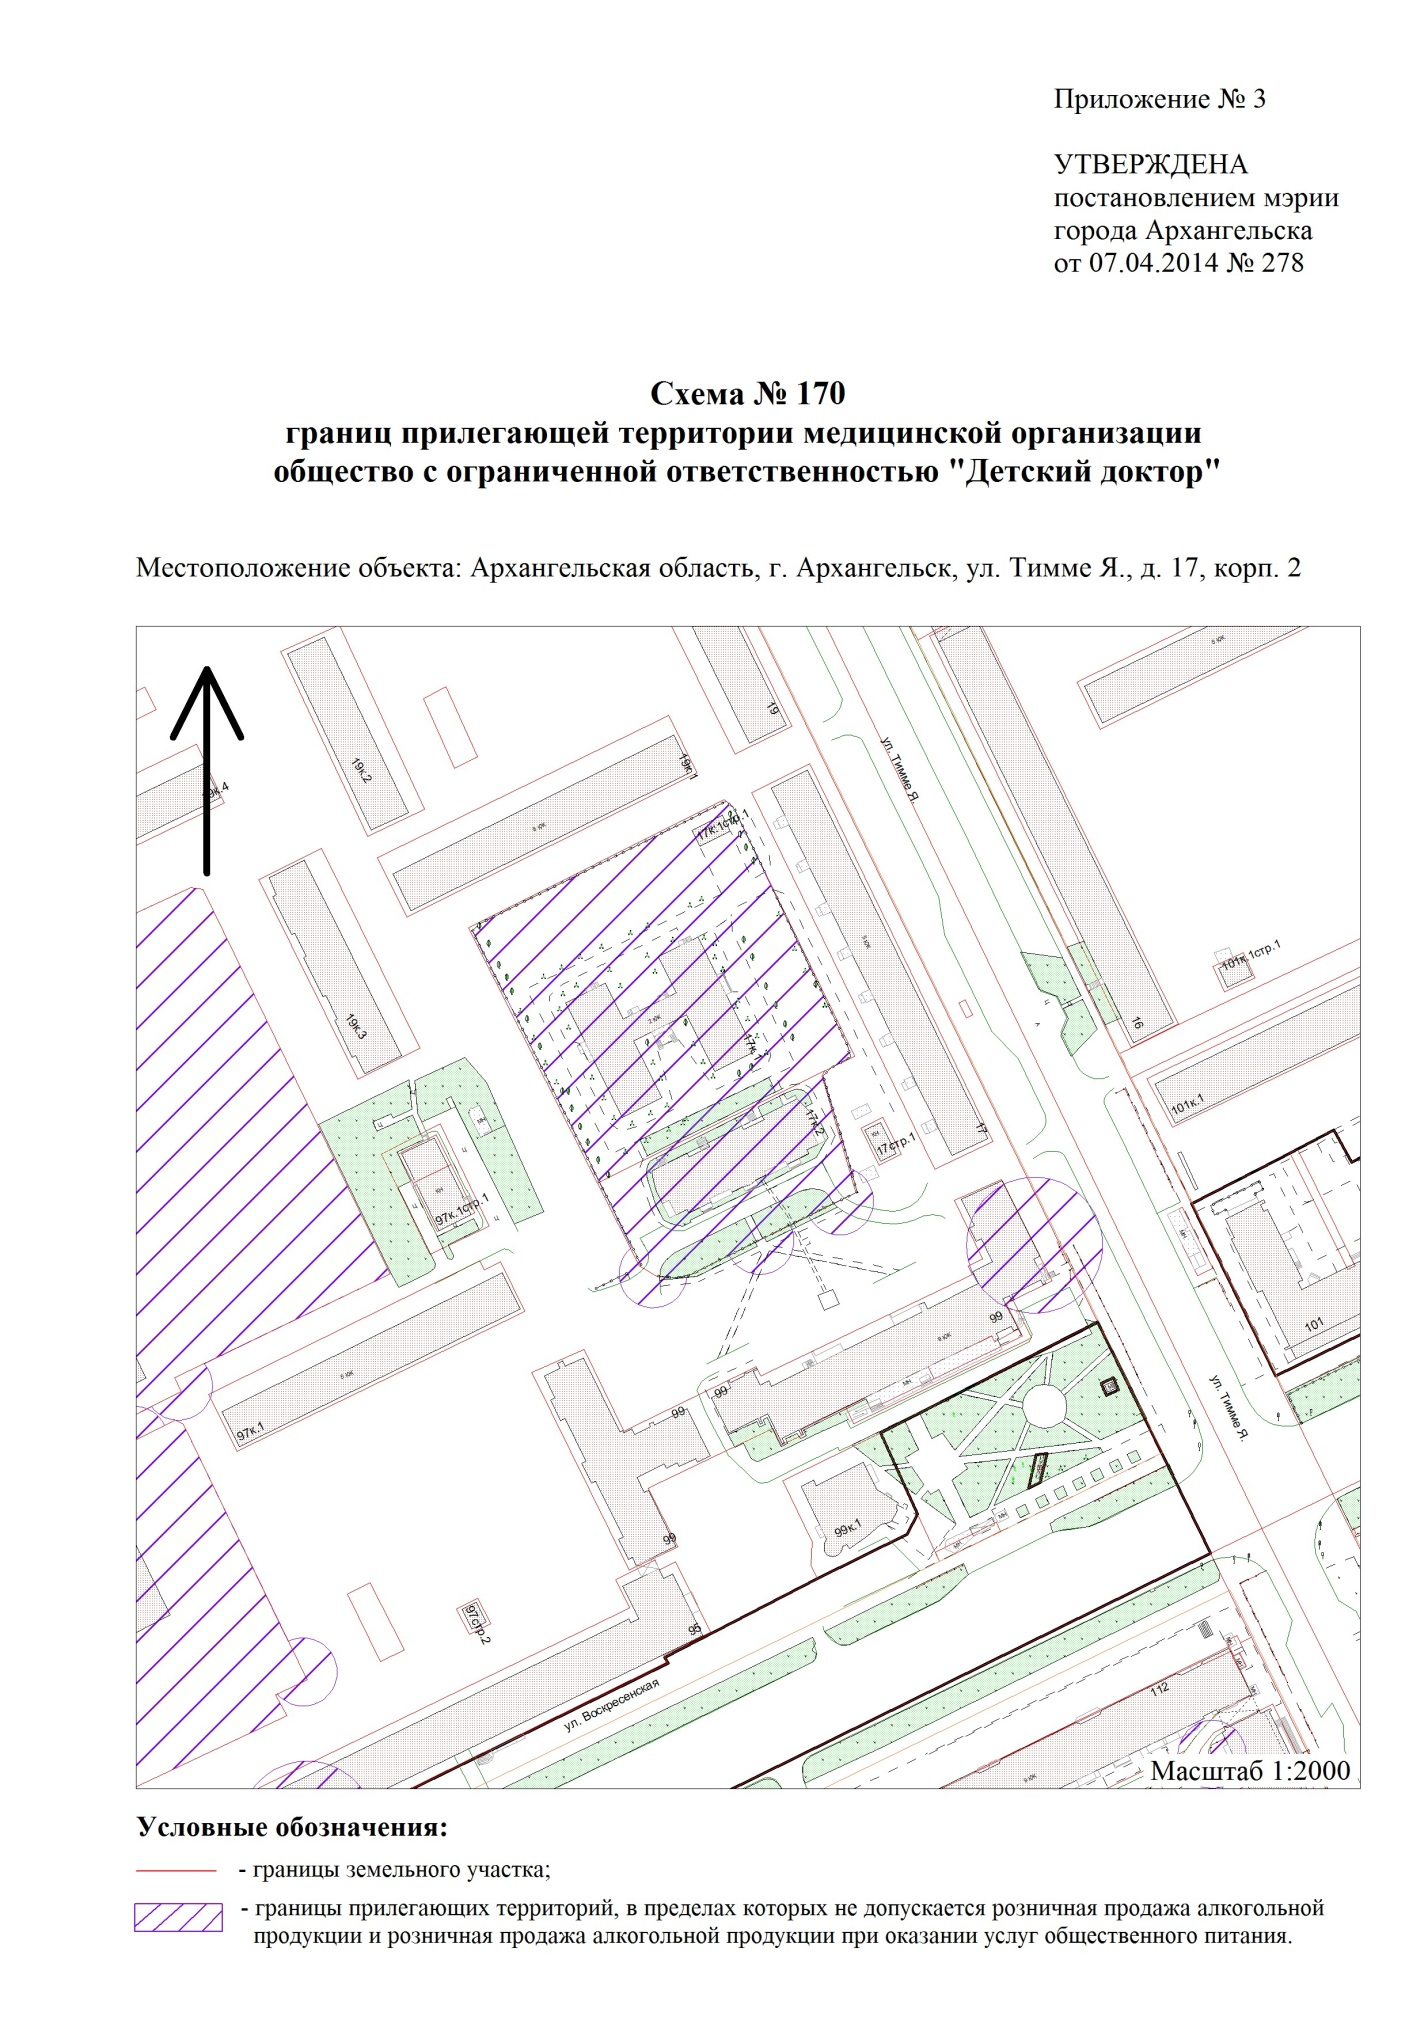 Приложение № 3
УТВЕРЖДЕНА
постановлением мэрии
города Архангельска
от 07.04.2014 № 278
Схема № 170
границ прилегающей территории медицинской организации
общество с ограниченной ответственностью "Детский доктор"
Местоположение объекта: Архангельская область, г. Архангельск, ул. Тимме Я., д. 17, корп. 2
19
19к.2
19к.1
ул. Тимме Я.
17к.1стр.1
19к.3
101к.1стр.1
16
17к.1
101к.1
17к.2
17
17стр.1
97к.1стр.1
99
101
ул. Тимме Я.
99
99
97к.1
99
99к.1
97стр.2
95
ул. Воскресенская
112
Масштаб 1:2000
Условные обозначения:
- границы земельного участка;
- границы прилегающих территорий, в пределах которых не допускается розничная продажа алкогольной
продукции и розничная продажа алкогольной продукции при оказании услуг общественного питания.